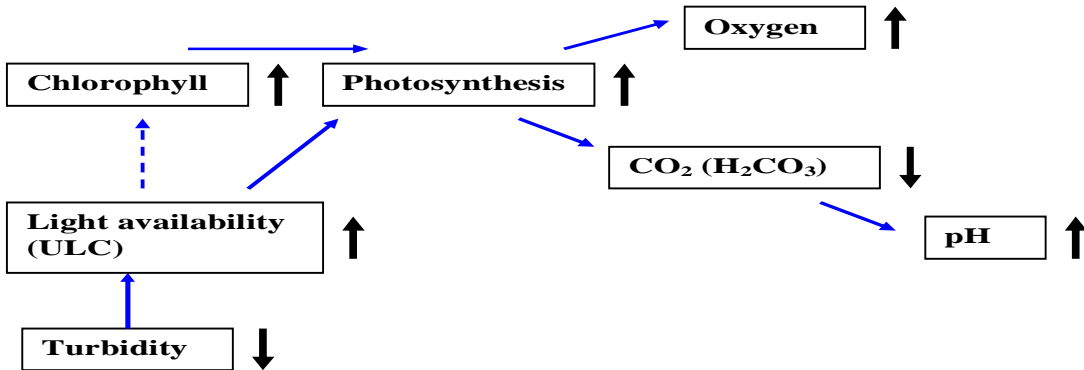 Oxygen
Chlorophyll
Photosynthesis
CO₂ (H₂CO₃)
Light availability
(ULC)
pH
Turbidity